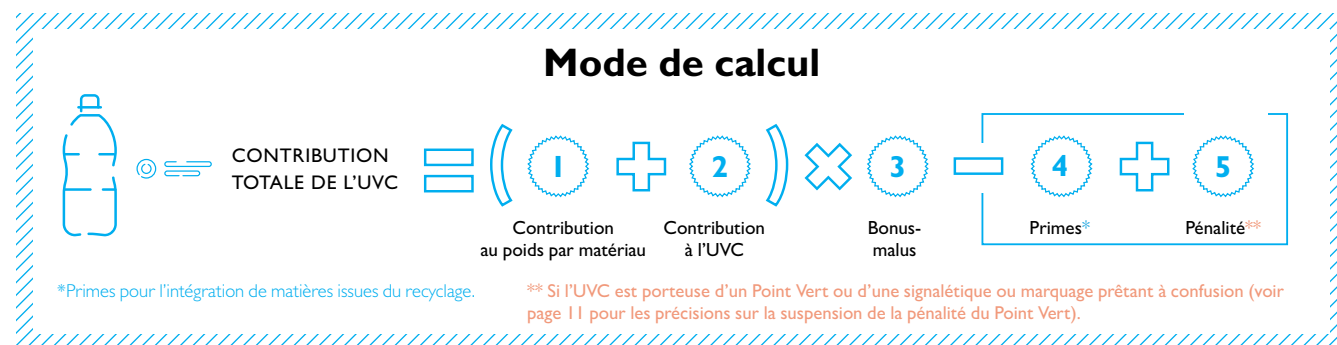 Mode de calcul
CONTRIBUTION
TOTALE DE L'UVC
= ( 1 + 2 ) × 3 − 4 + 5
Contribution
au poids par matériau
Contribution
à l'UVC
Bonus-
malus
Primes*
Pénalité**
*Primes pour l'intégration de matières issues du recyclage.
** Si l'UVC est porteuse d'un Point Vert ou d'une signalétique ou marquage prêtant à confusion (voir
page 11 pour les précisions sur la suspension de la pénalité du Point Vert).